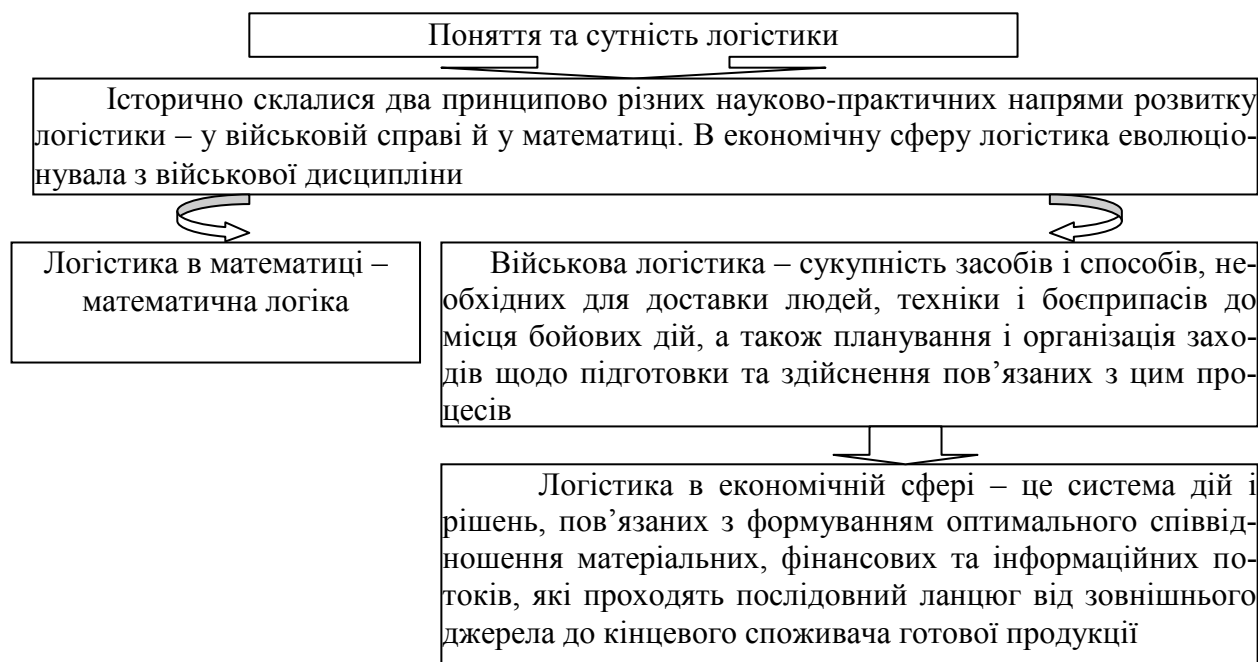 Поняття та сутність логістики
Історично склалися два принципово різних науково-практичних напрями розвитку
логістики – у військовій справі й у математиці. В економічну сферу логістика еволюціо-
нувала з військової дисципліни
Логістика в математиці –
математична логіка
Військова логістика – сукупність засобів і способів, не-
обхідних для доставки людей, техніки і боєприпасів до
місця бойових дій, а також планування і організація захо-
дів щодо підготовки та здійснення пов’язаних з цим про-
цесів
Логістика в економічній сфері – це система дій і
рішень, пов’язаних з формуванням оптимального співвід-
ношення матеріальних, фінансових та інформаційних по-
токів, які проходять послідовний ланцюг від зовнішнього
джерела до кінцевого споживача готової продукції